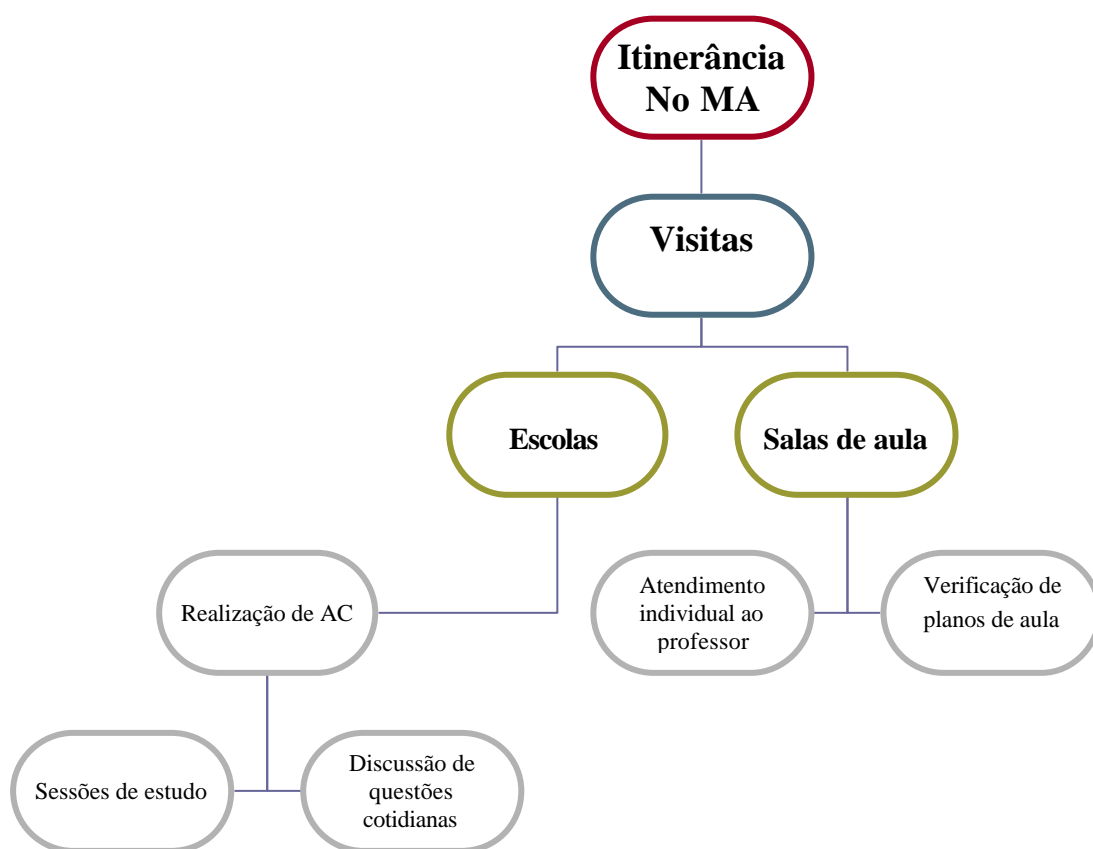 Itinerância
No MA
Visitas
Escolas
Salas de aula
Realização de AC
Atendimento
individual ao
professor
Verificação de
planos de aula
Sessões de estudo
Discussão de
questões
cotidianas